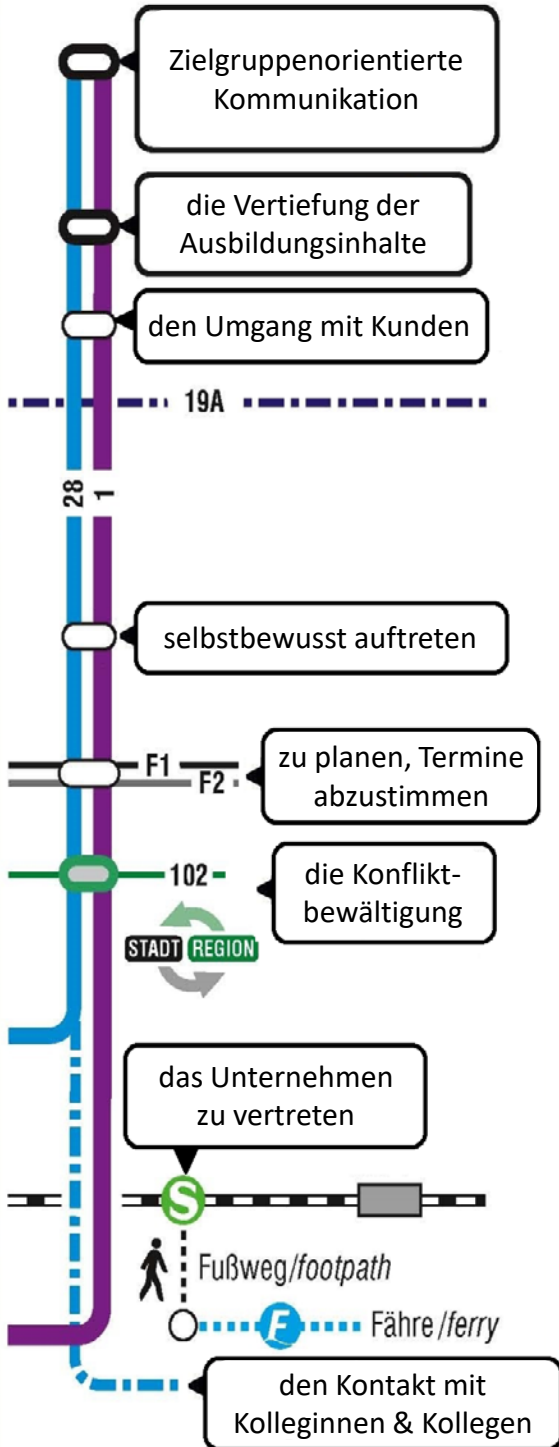 Zielgruppenorientierte
Kommunikation
die Vertiefung der
Ausbildungsinhalte
den Umgang mit Kunden
19A
28
1
selbstbewusst auftreten
F1
F2
zu planen, Termine
abzustimmen
102
die Konflikt-
bewältigung
STADT REGION
das Unternehmen
zu vertreten
S
Fußweg/footpath
F
Fähre/ferry
den Kontakt mit
Kolleginnen & Kollegen